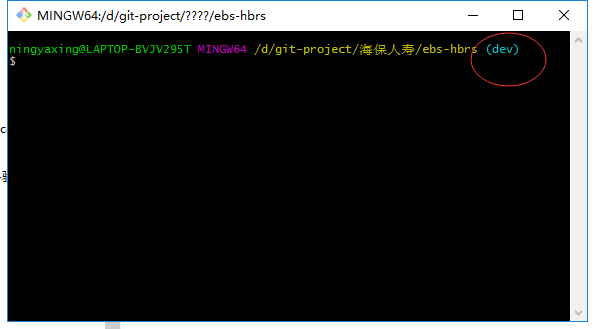 MINGW64:/d/git-project/????/ebs-hbrs
ningyaxing@LAPTOP-BVJV295T MINGW64 /d/git-project/海保人寿/ebs-hbrs (dev)
$